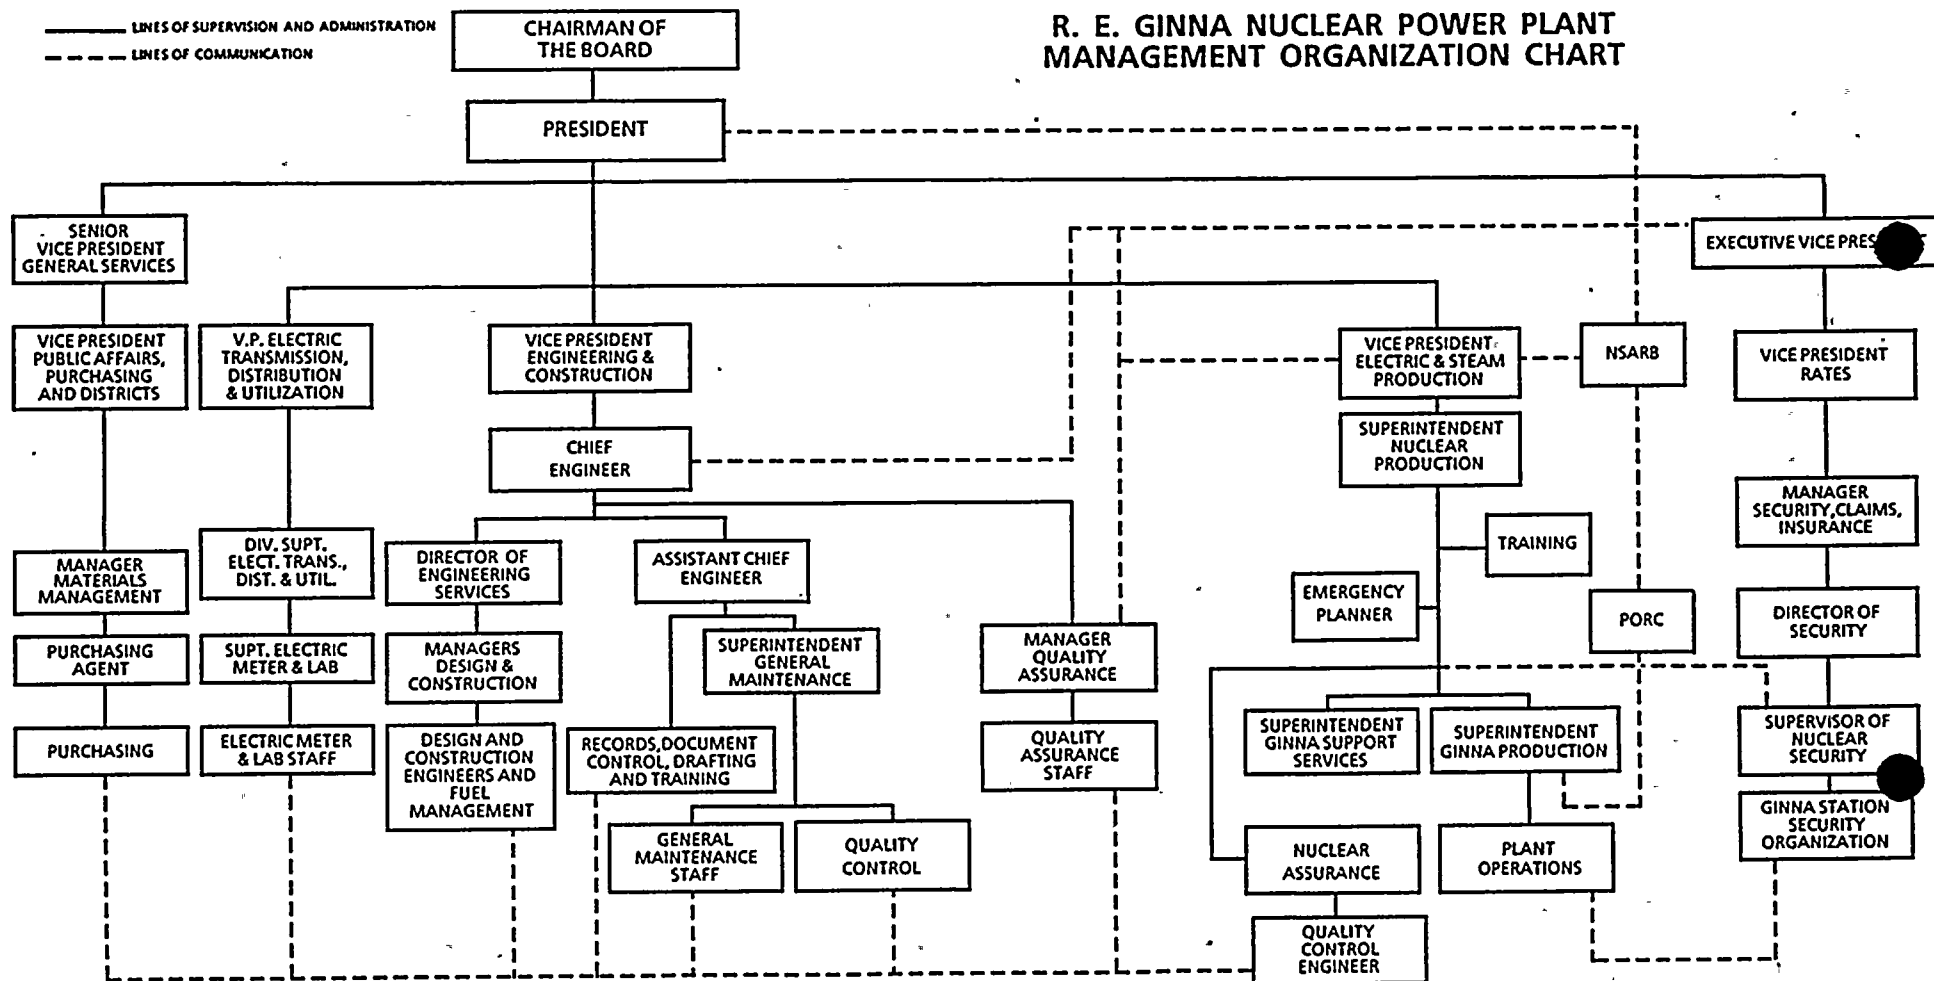 LINES OF SUPERVISION AND ADMINISTRATION
LINES OF COMMUNICATION
R. E. GINNA NUCLEAR POWER PLANT
MANAGEMENT ORGANIZATION CHART
CHAIRMAN OF
THE BOARD
PRESIDENT
SENIOR
VICE PRESIDENT
GENERAL SERVICES
EXECUTIVE VICE
VICE PRESIDENT
PUBLIC AFFAIRS,
PURCHASING
AND DISTRICTS
V.P. ELECTRIC
TRANSMISSION,
DISTRIBUTION
& UTILIZATION
VICE PRESIDENT
ENGINEERING &
CONSTRUCTION
VICE PRESIDENT
ELECTRIC & STEAM
PRODUCTION
NSARB
VICE PRESIDENT
RATES
CHIEF
ENGINEER
SUPERINTENDENT
NUCLEAR
PRODUCTION
MANAGER
SECURITY, CLAIMS,
INSURANCE
TRAINING
MANAGER
MATERIALS
MANAGEMENT
DIV. SUPT.
ELECT. TRANS.,
DIST. & UTIL.
DIRECTOR OF
ENGINEERING
SERVICES
ASSISTANT CHIEF
ENGINEER
EMERGENCY
PLANNER
PORC
DIRECTOR OF
SECURITY
PURCHASING
AGENT
SUPT. ELECTRIC
METER & LAB
MANAGERS
DESIGN &
CONSTRUCTION
SUPERINTENDENT
GENERAL
MAINTENANCE
MANAGER
QUALITY
ASSURANCE
PURCHASING
ELECTRIC METER
& LAB STAFF
DESIGN AND
CONSTRUCTION
ENGINEERS AND
FUEL
MANAGEMENT
RECORDS, DOCUMENT
CONTROL, DRAFTING
AND TRAINING
QUALITY
ASSURANCE
STAFF
SUPERINTENDENT
GINNA SUPPORT
SERVICES
SUPERINTENDENT
GINNA PRODUCTION
SUPERVISOR OF
NUCLEAR
SECURITY
GENERAL
MAINTENANCE
STAFF
QUALITY
CONTROL
NUCLEAR
ASSURANCE
PLANT
OPERATIONS
GINNA STATION
SECURITY
ORGANIZATION
QUALITY
CONTROL
ENGINEER